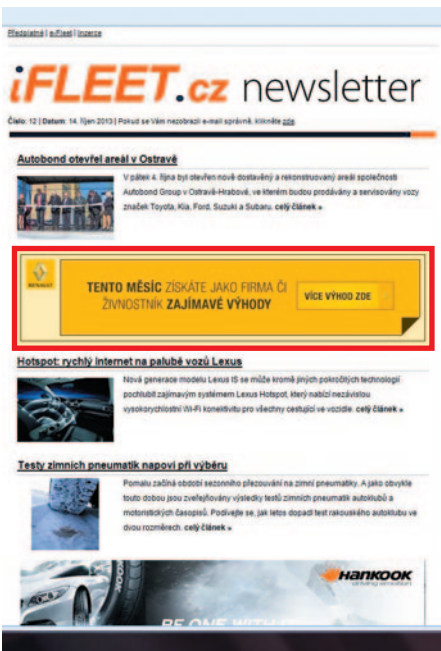 Předplatné | e-Fleet | Inzerce
iFLEET.cz newsletter
Číslo: 12 | Datum: 14. říjen 2013 | Pokud se Vám nezobrazil e-mail správně, klikněte zde.
Autobond otevřel areál v Ostravě
V pátek 4. října byl otevřen nově dostavěný a rekonstruovaný areál společnosti
Autobond Group v Ostravě-Hrabové, ve kterém budou prodávány a servisovány vozy
značek Toyota, Kia, Ford, Suzuki a Subaru. celý článek »
RENAULT
TENTO MĚSÍC ZÍSKÁTE JAKO FIRMA ČI
ŽIVNOSTNÍK ZAJÍMAVÉ VÝHODY
VÍCE VÝHOD ZDE
Hotspot: rychlý internet na palubě vozů Lexus
Nová generace modelu Lexus IS se může kromě jiných pokročilých technologií
pochlubit zajímavým systémem Lexus Hotspot, který nabízí nezávislou
vysokorychlostní Wi-Fi konektivitu pro všechny cestující ve vozidle. celý článek »
Testy zimních pneumatik napoví při výběru
Pomalu začíná období sezonního přezouvání na zimní pneumatiky. A jako obvykle
touto dobou jsou zveřejňovány výsledky testů zimních pneumatik autoklubů a
motoristických časopisů. Podívejte se, jak letos dopadl test rakouského autoklubu ve
dvou rozměrech. celý článek »
HANKOOK
driving emotion
BE ONE WITH